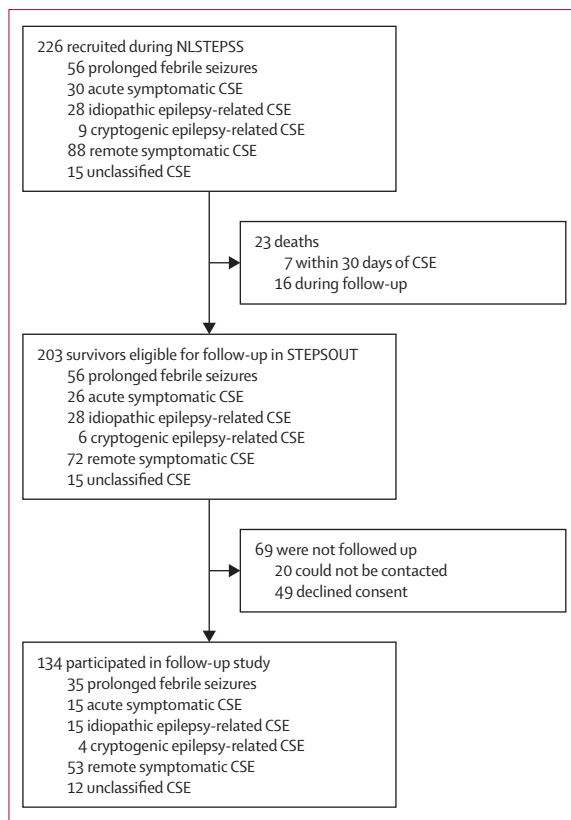 226 recruited during NLSTEPSS
56 prolonged febrile seizures
30 acute symptomatic CSE
28 idiopathic epilepsy-related CSE
9 cryptogenic epilepsy-related CSE
88 remote symptomatic CSE
15 unclassified CSE
23 deaths
7 within 30 days of CSE
16 during follow-up
203 survivors eligible for follow-up in STEPSOUT
56 prolonged febrile seizures
26 acute symptomatic CSE
28 idiopathic epilepsy-related CSE
6 cryptogenic epilepsy-related CSE
72 remote symptomatic CSE
15 unclassified CSE
69 were not followed up
20 could not be contacted
49 declined consent
134 participated in follow-up study
35 prolonged febrile seizures
15 acute symptomatic CSE
15 idiopathic epilepsy-related CSE
4 cryptogenic epilepsy-related CSE
53 remote symptomatic CSE
12 unclassified CSE